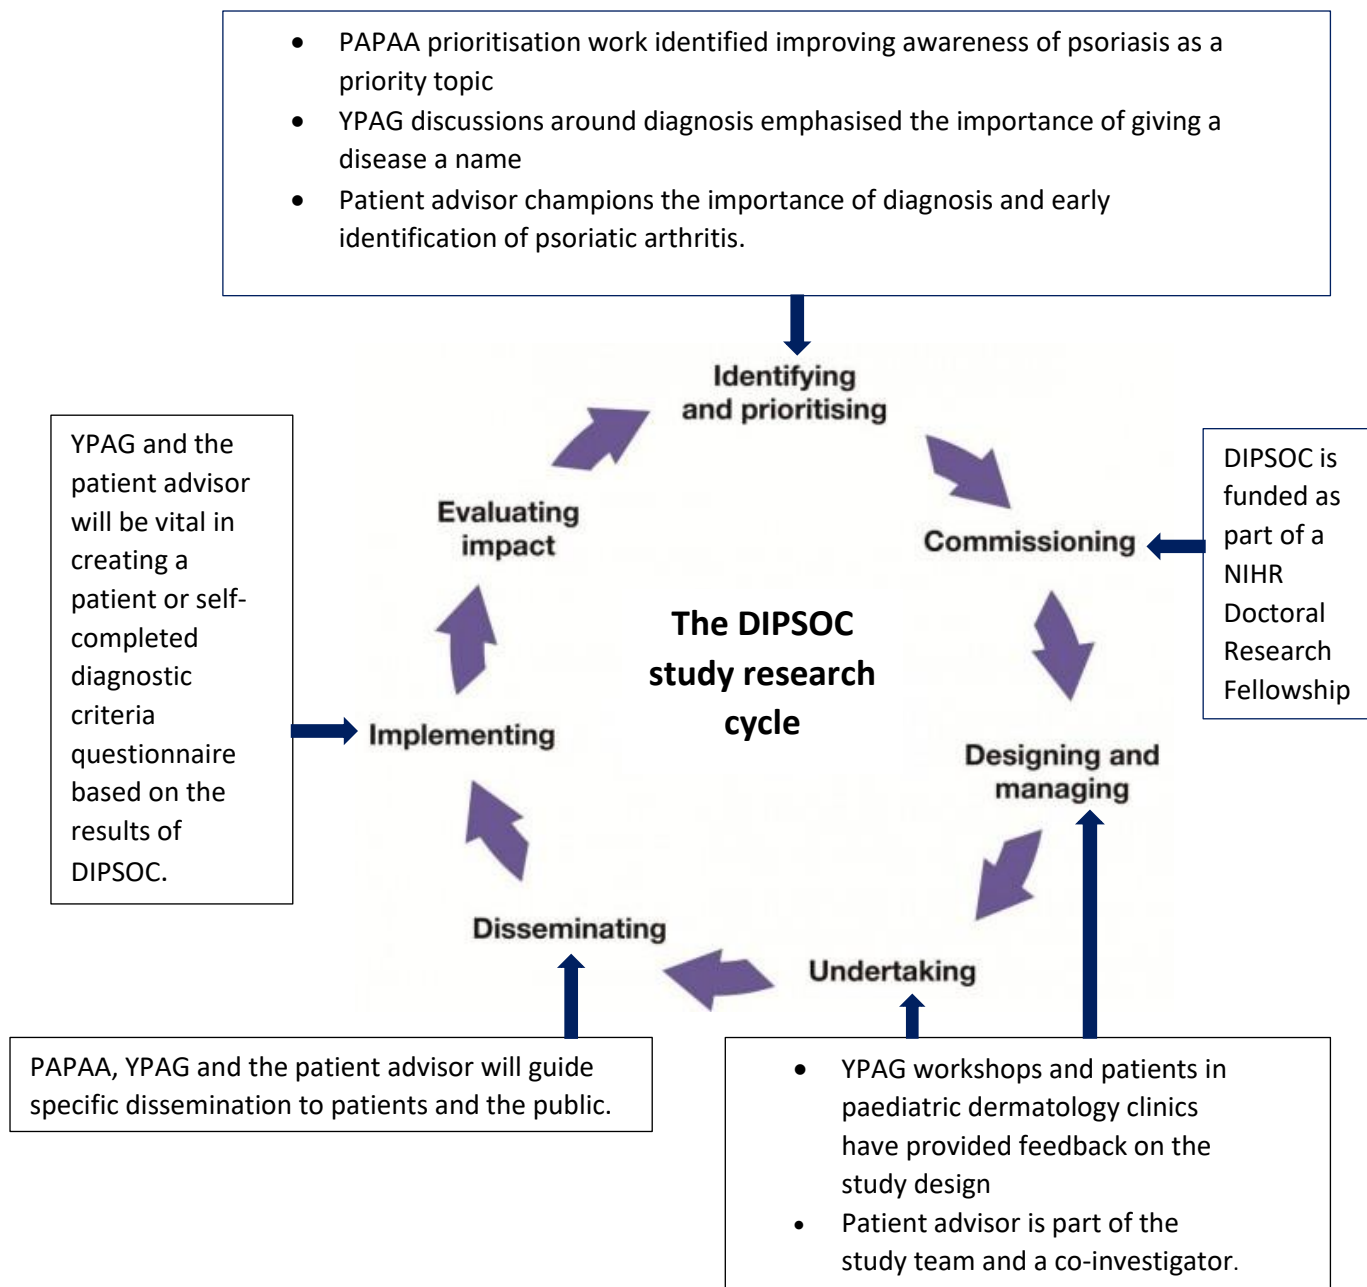 • PAPAA prioritisation work identified improving awareness of psoriasis as a
priority topic
• YPAG discussions around diagnosis emphasised the importance of giving a
disease a name
• Patient advisor champions the importance of diagnosis and early
identification of psoriatic arthritis.
Identifying
and prioritising
YPAG and the
patient advisor
will be vital in
creating a
patient or self-
completed
diagnostic
criteria
questionnaire
based on the
results of
DIPSOC.
Evaluating
impact
Commissioning
DIPSOC is
funded as
part of a
NIHR
Doctoral
Research
Fellowship
The DIPSOC
study research
cycle
Implementing
Designing and
managing
Disseminating
Undertaking
PAPAA, YPAG and the patient advisor will guide
specific dissemination to patients and the public.
• YPAG workshops and patients in
paediatric dermatology clinics
have provided feedback on the
study design
• Patient advisor is part of the
study team and a co-investigator.